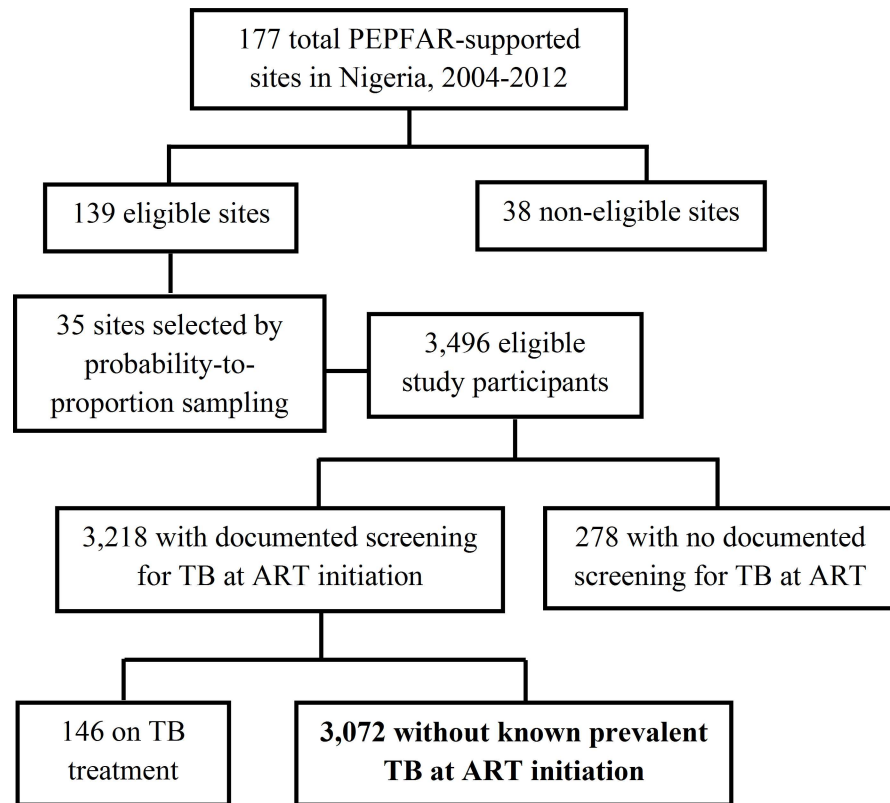 177 total PEPFAR-supported
sites in Nigeria, 2004-2012
139 eligible sites
38 non-eligible sites
35 sites selected by
probability-to-
proportion sampling
3,496 eligible
study participants
3,218 with documented screening
for TB at ART initiation
278 with no documented
screening for TB at ART
146 on TB
treatment
3,072 without known prevalent
TB at ART initiation